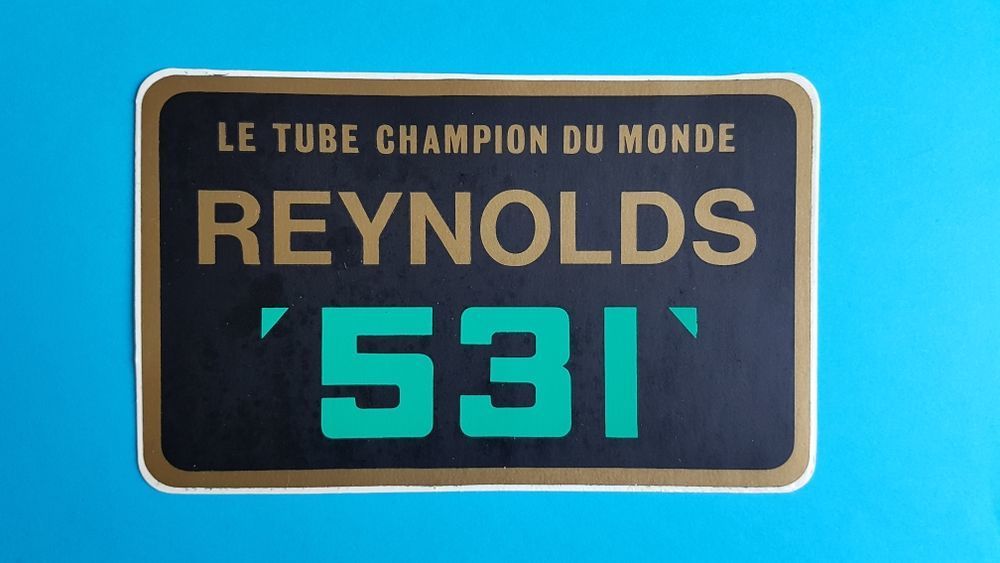 LE TUBE CHAMPION DU MONDE
REYNOLDS
'531'